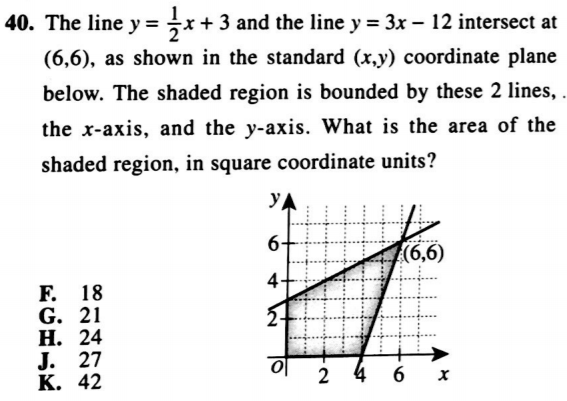 40. The line y = 1/2 x + 3 and the line y = 3x − 12 intersect at
(6,6), as shown in the standard (x,y) coordinate plane
below. The shaded region is bounded by these 2 lines, .
the x-axis, and the y-axis. What is the area of the
shaded region, in square coordinate units?
F. 18
G. 21
H. 24
J. 27
K. 42
y
6
(6,6)
4
2
O
2 4 6 x